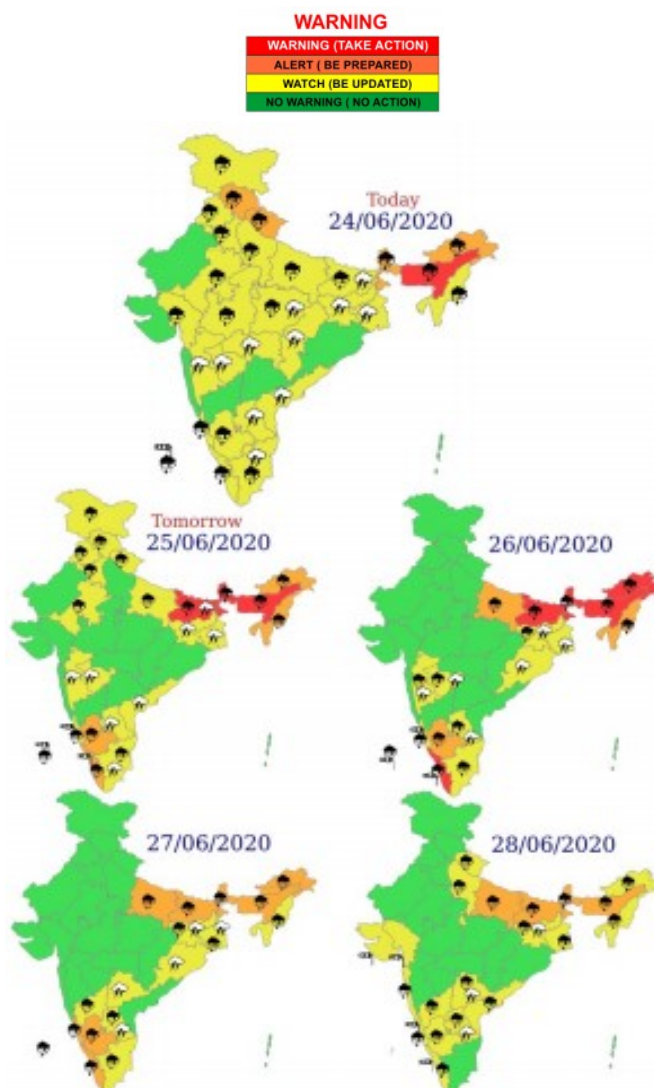 WARNING
WARNING (TAKE ACTION)
ALERT ( BE PREPARED)
WATCH (BE UPDATED)
NO WARNING ( NO ACTION)
Today
24/06/2020
Tomorrow
25/06/2020
26/06/2020
27/06/2020
28/06/2020